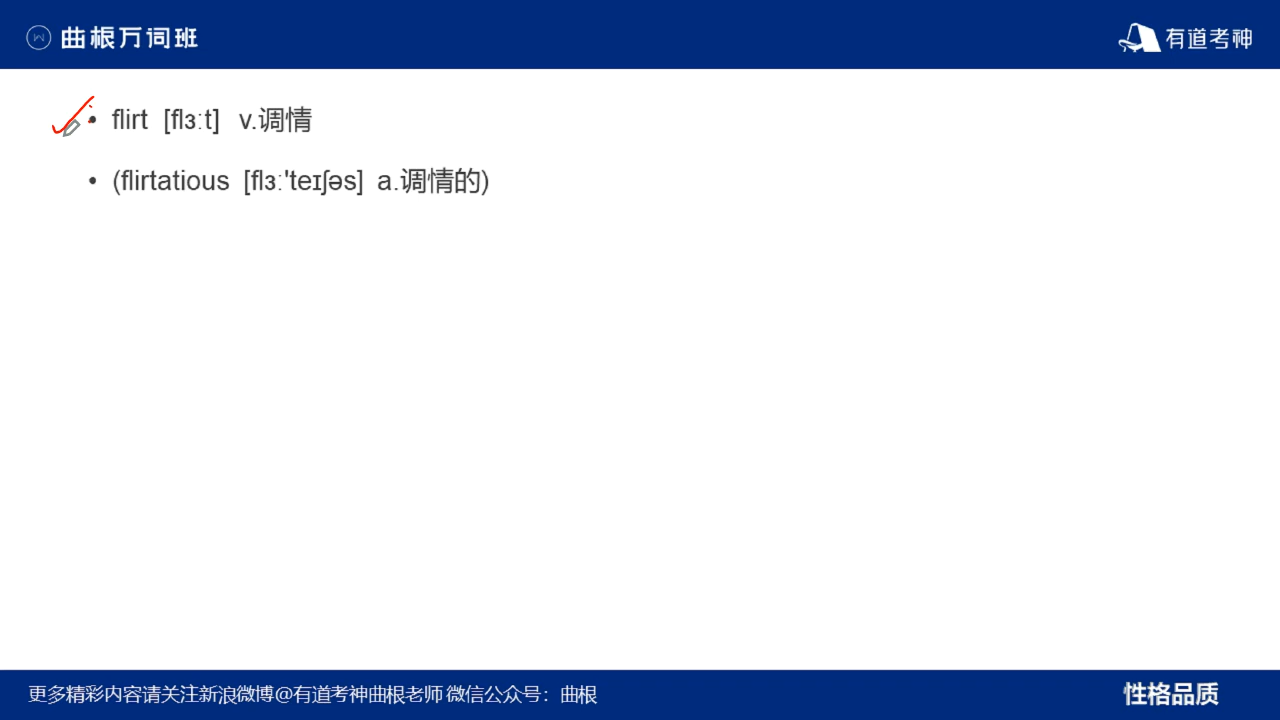 曲根万词班
有道考神
• flirt [flɜːt] v.调情
• (flirtatious [flɜː'teɪʃəs] a.调情的)
更多精彩内容请关注新浪微博@有道考神曲根老师 微信公众号：曲根
性格品质